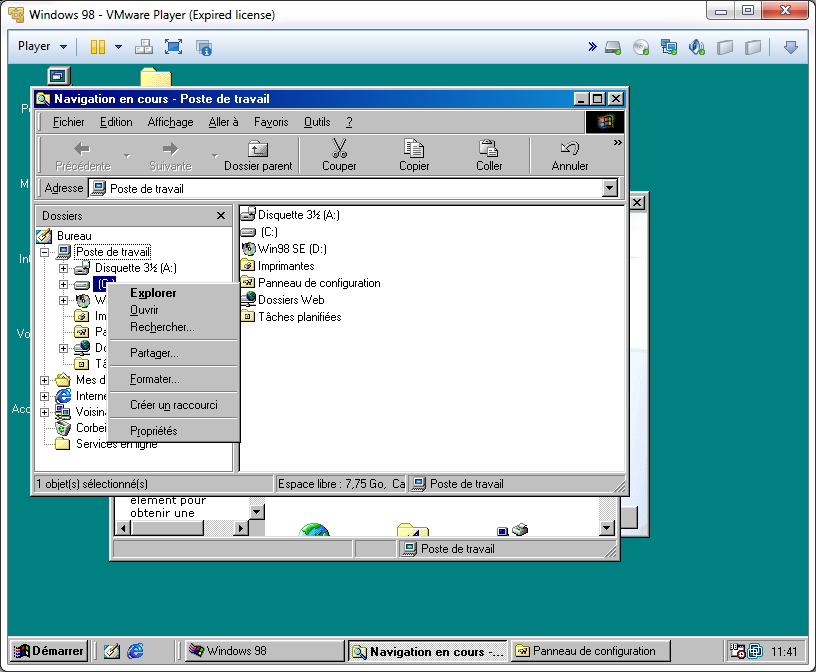 Windows 98 - VMware Player (Expired license)
Player
Navigation en cours - Poste de travail
Fichier Edition Affichage Aller à Favoris Outils ?
Précédente Suivante Dossier parent Couper Copier Coller Annuler
Adresse Poste de travail
Dossiers
Bureau
Poste de travail
Disquette 3½ (A:)
(C:
W
Im
Pa
Do
Tâ
Mes d
Interne
Voisina
Corbei
Services en ligne
Explorer
Ouvrir
Rechercher...
Partager...
Formater...
Créer un raccourci
Propriétés
Disquette 3½ (A:)
(C:)
Win98 SE (D:)
Imprimantes
Panneau de configuration
Dossiers Web
Tâches planifiées
1 objet(s) sélectionné(s) Espace libre : 7,75 Go, Ca Poste de travail
P
M
Int
Vo
Acc
élément pour
obtenir une
Poste de travail
Démarrer Windows 98 Navigation en cours -... Panneau de configuration 11:41